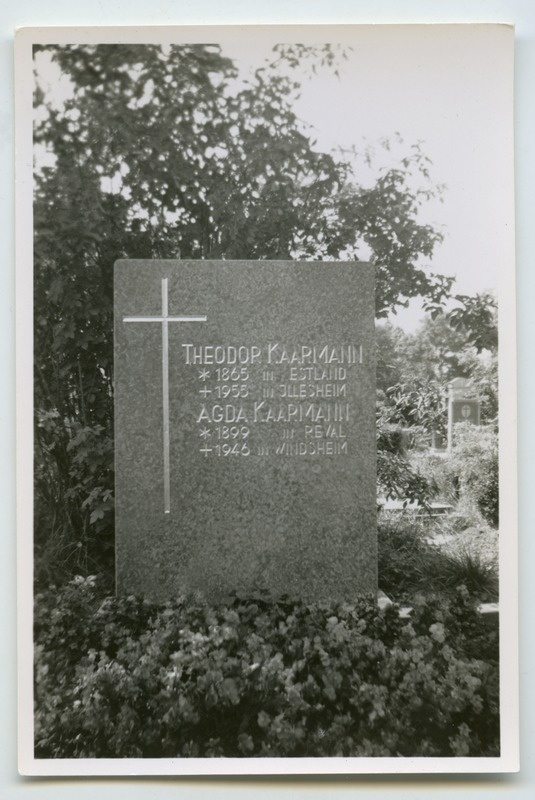 THEODOR KAARMANN
* 1865 IN ESTLAND
+ 1955 IN ILLESHEIM
AGDA KAARMANN
* 1899 IN REVAL
+ 1946 IN WINDSHEIM